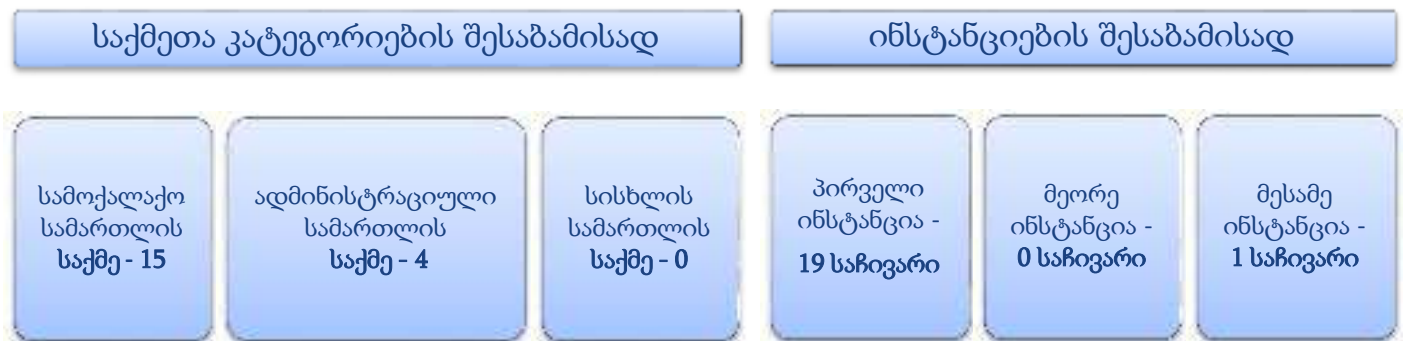 საქმეთა კატეგორიების შესაბამისად
ინსტანციების შესაბამისად
სამოქალაქო
სამართლის
საქმე - 15
ადმინისტრაციული
სამართლის
საქმე - 4
სისხლის
სამართლის
საქმე - 0
პირველი
ინსტანცია -
19 საჩივარი
მეორე
ინსტანცია -
0 საჩივარი
მესამე
ინსტანცია -
1 საჩივარი